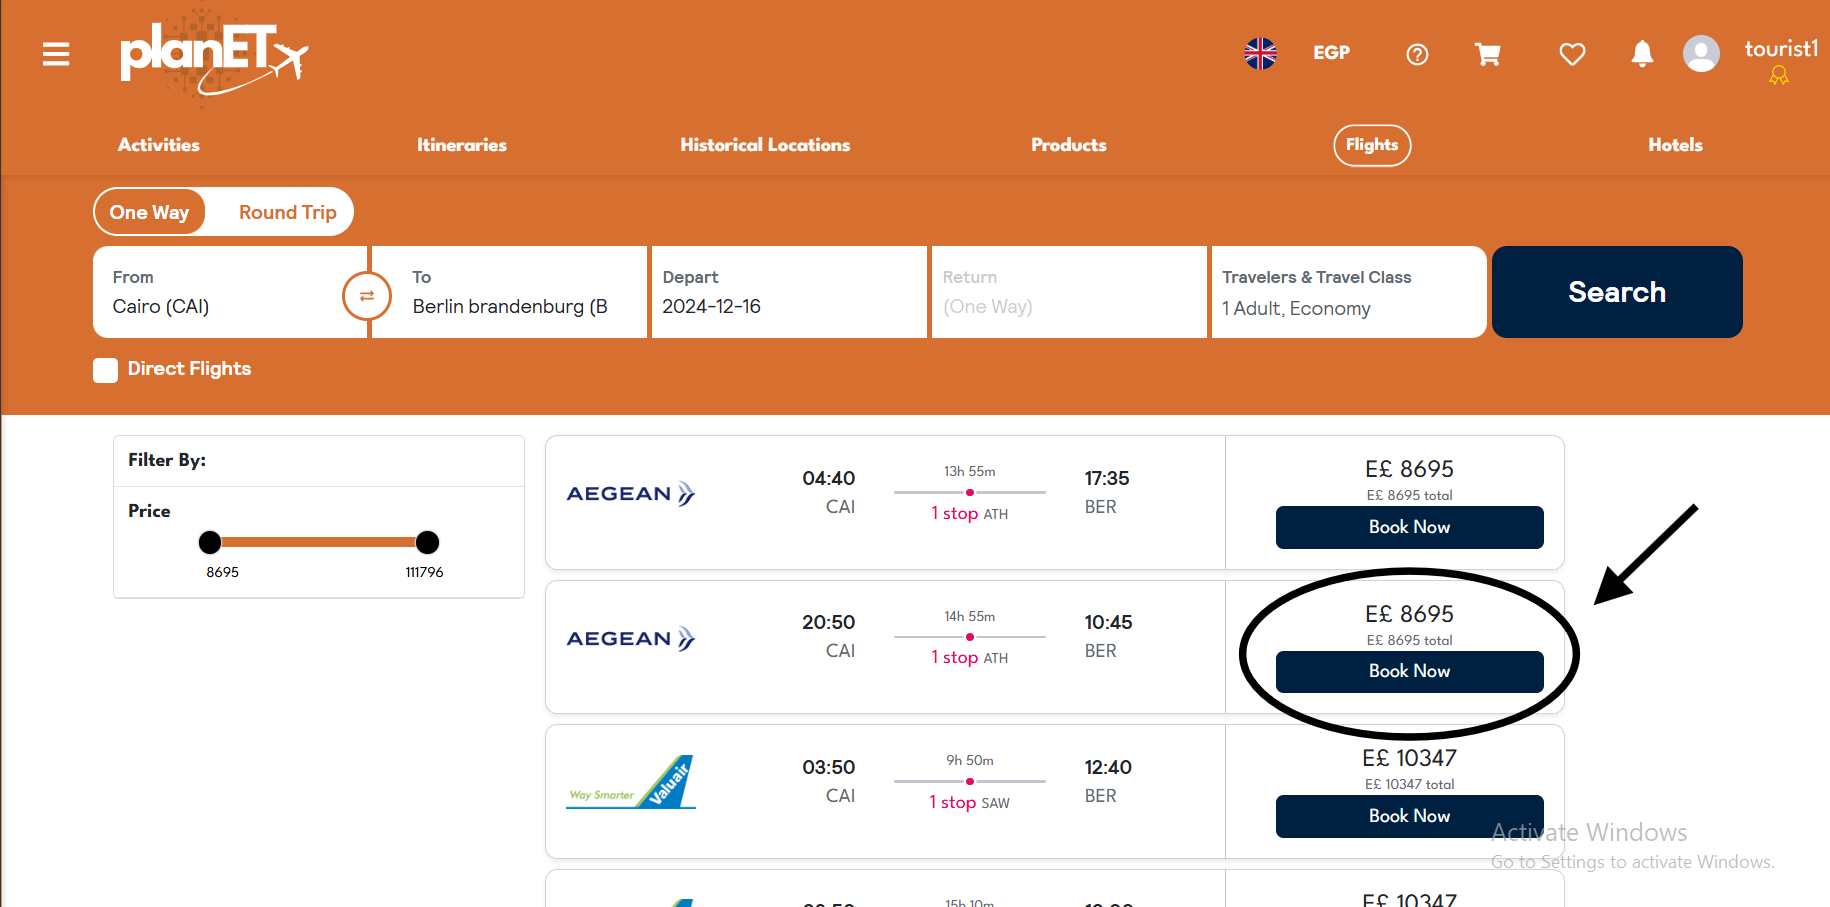 planET
EGP
tourist1
Activities
Itineraries
Historical Locations
Products
Flights
Hotels
One Way
Round Trip
From
Cairo (CAI)
To
Berlin brandenburg (B
Depart
2024-12-16
Return
(One Way)
Travelers & Travel Class
1 Adult, Economy
Search
Direct Flights
Filter By:
Price
8695
111796
AEGEAN
04:40
CAI
13h 55m
1 stop ATH
17:35
BER
E£ 8695
E£ 8695 total
Book Now
AEGEAN
20:50
CAI
14h 55m
1 stop ATH
10:45
BER
E£ 8695
E£ 8695 total
Book Now
Way Smarter
Valuair
03:50
CAI
9h 50m
1 stop SAW
12:40
BER
E£ 10347
E£ 10347 total
Book Now
15h 10m
E£ 10347
Activate Windows
Go to Settings to activate Windows.